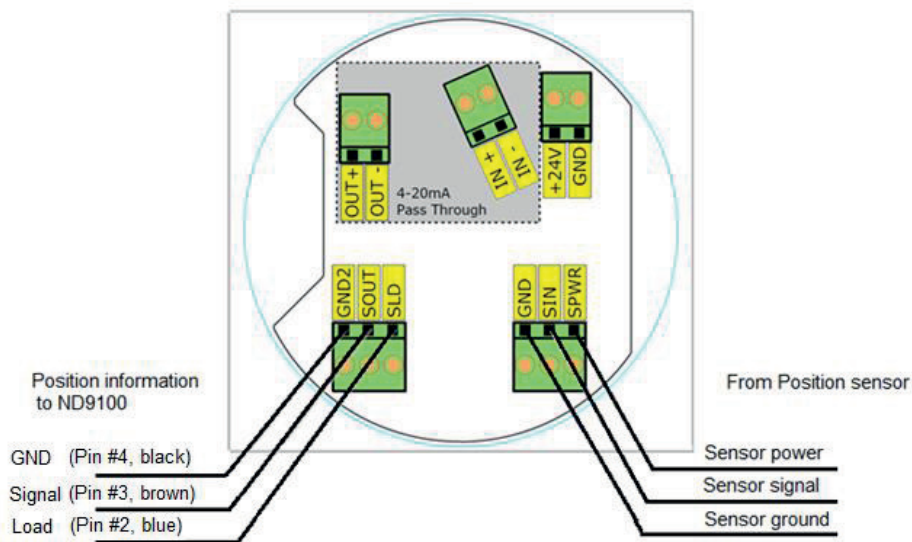 OUT+
OUT -
4-20mA
Pass Through
+ IN
- IN
+24V
GND
GND2
SOUT
SLD
GND
SIN
SPWR
Position information
to ND9100
From Position sensor
GND (Pin #4, black)
Signal (Pin #3, brown)
Load (Pin #2, blue)
Sensor power
Sensor signal
Sensor ground